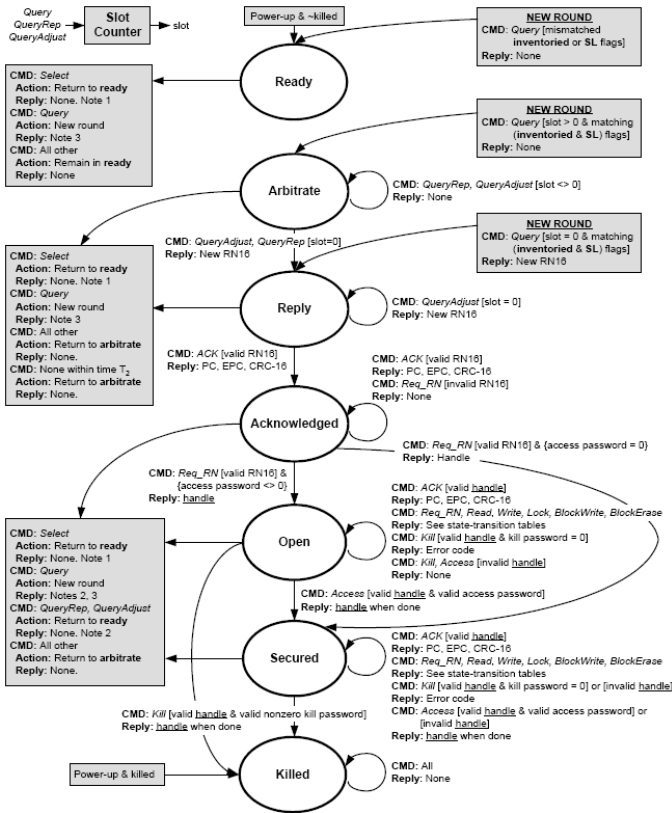 Query
QueryRep
QueryAdjust
Slot
Counter
slot
Power-up & ~killed
NEW ROUND
CMD: Query [mismatched
inventoried or SL flags]
Reply: None
Ready
CMD: Select
Action: Return to ready
Reply: None. Note 1
CMD: Query
Action: New round
Reply: Note 3
CMD: All other
Action: Remain in ready
Reply: None
NEW ROUND
CMD: Query [slot > 0 & matching
(inventoried & SL) flags]
Reply: None
Arbitrate
CMD: QueryRep, QueryAdjust [slot <> 0]
Reply: None
CMD: QueryAdjust, QueryRep [slot=0]
Reply: New RN16
NEW ROUND
CMD: Query [slot = 0 & matching
(inventoried & SL) flags]
Reply: New RN16
CMD: Select
Action: Return to ready
Reply: None. Note 1
CMD: Query
Action: New round
Reply: Note 3
CMD: All other
Action: Return to arbitrate
Reply: None.
CMD: None within time T2
Action: Return to arbitrate
Reply: None.
Reply
CMD: QueryAdjust [slot = 0]
Reply: New RN16
CMD: ACK [valid RN16]
Reply: PC, EPC, CRC-16
CMD: ACK [valid RN16]
Reply: PC, EPC, CRC-16
CMD: Req_RN [invalid RN16]
Reply: None
Acknowledged
CMD: Req_RN [valid RN16] & {access password = 0}
Reply: Handle
CMD: Req_RN [valid RN16] &
{access password <> 0}
Reply: handle
CMD: ACK [valid handle]
Reply: PC, EPC, CRC-16
CMD: Req_RN, Read, Write, Lock, BlockWrite, BlockErase
Reply: See state-transition tables
CMD: Kill [valid handle & kill password = 0]
Reply: Error code
CMD: Kill, Access [invalid handle]
Reply: None
Open
CMD: Select
Action: Return to ready
Reply: None. Note 1
CMD: Query
Action: New round
Reply: Notes 2, 3
CMD: QueryRep, QueryAdjust
Action: Return to ready
Reply: None. Note 2
CMD: All other
Action: Return to arbitrate
Reply: None.
CMD: Access [valid handle & valid access password]
Reply: handle when done
Secured
CMD: ACK [valid handle]
Reply: PC, EPC, CRC-16
CMD: Req_RN, Read, Write, Lock, BlockWrite, BlockErase
Reply: See state-transition tables
CMD: Kill [valid handle & kill password = 0] or [invalid handle]
Reply: Error code
CMD: Access [valid handle & valid access password] or
[invalid handle]
Reply: handle when done
CMD: Kill [valid handle & valid nonzero kill password]
Reply: handle when done
Power-up & killed
Killed
CMD: All
Reply: None